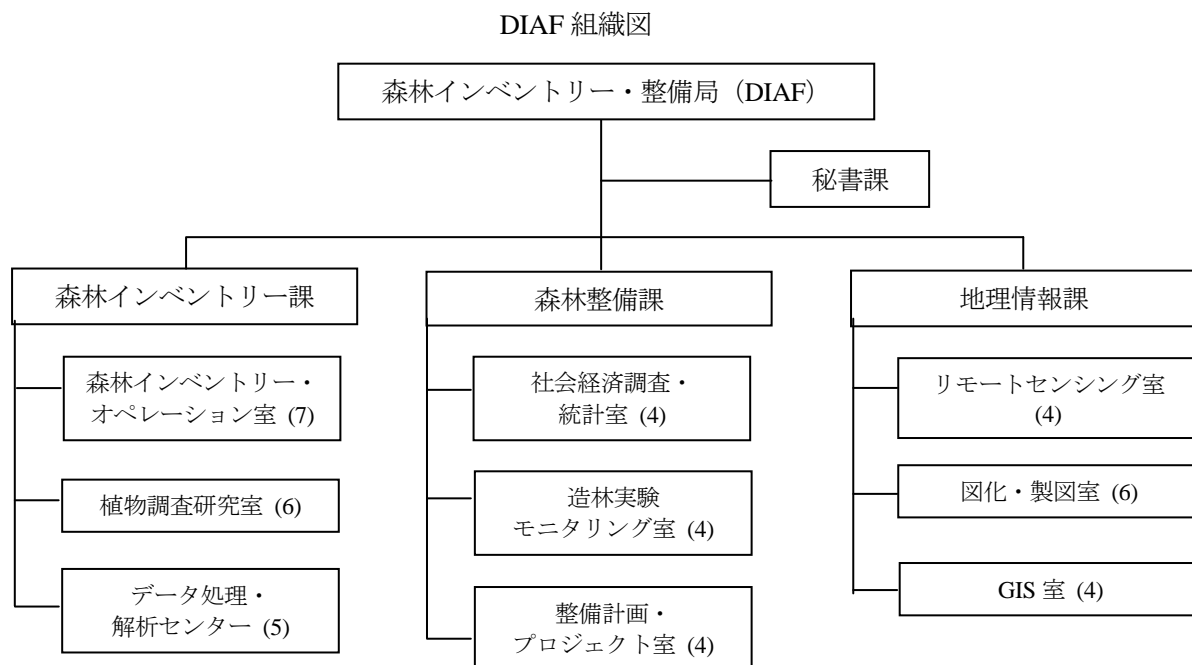 DIAF 組織図
森林インベントリー・整備局（DIAF）
秘書課
森林インベントリー課
森林インベントリー・
オペレーション室 (7)
植物調査研究室 (6)
データ処理・
解析センター (5)
森林整備課
社会経済調査・
統計室 (4)
造林実験
モニタリング室 (4)
整備計画・
プロジェクト室 (4)
地理情報課
リモートセンシング室
(4)
図化・製図室 (6)
GIS 室 (4)